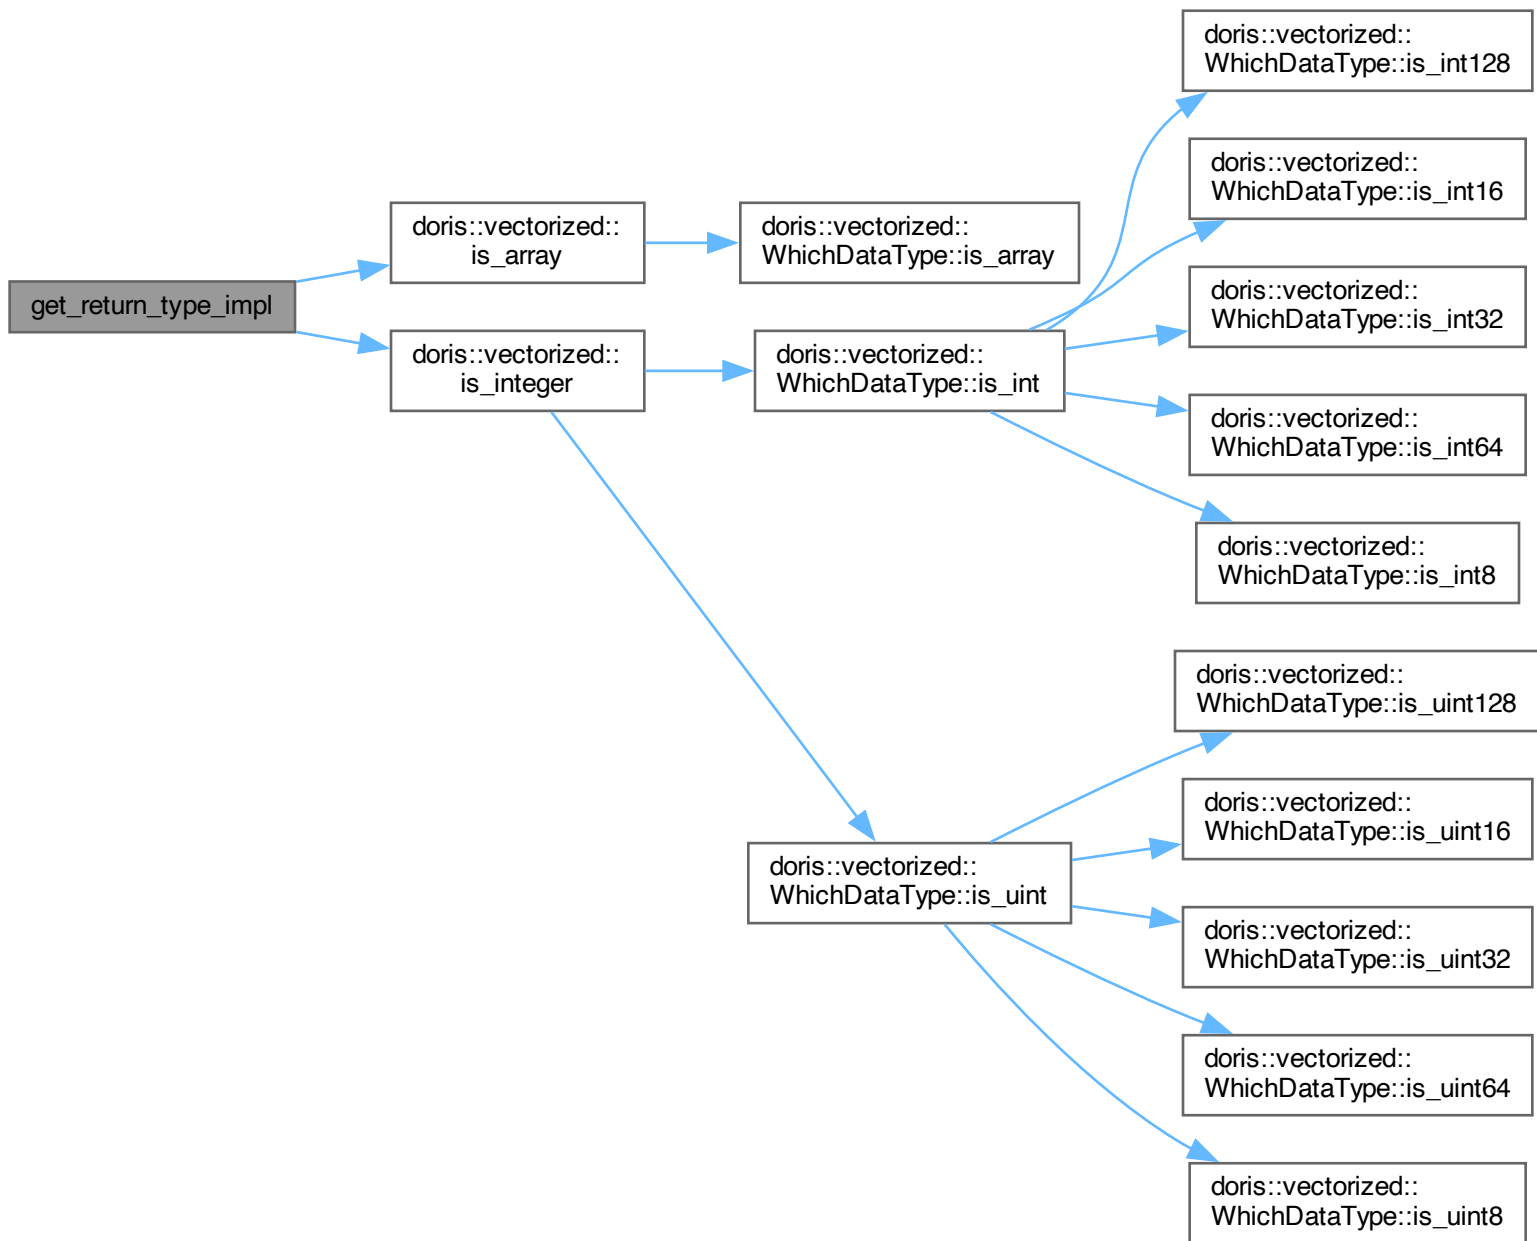 get_return_type_impl
doris::vectorized::
is_array
doris::vectorized::
WhichDataType::is_array
doris::vectorized::
is_integer
doris::vectorized::
WhichDataType::is_int
doris::vectorized::
WhichDataType::is_int128
doris::vectorized::
WhichDataType::is_int16
doris::vectorized::
WhichDataType::is_int32
doris::vectorized::
WhichDataType::is_int64
doris::vectorized::
WhichDataType::is_int8
doris::vectorized::
WhichDataType::is_uint
doris::vectorized::
WhichDataType::is_uint128
doris::vectorized::
WhichDataType::is_uint16
doris::vectorized::
WhichDataType::is_uint32
doris::vectorized::
WhichDataType::is_uint64
doris::vectorized::
WhichDataType::is_uint8